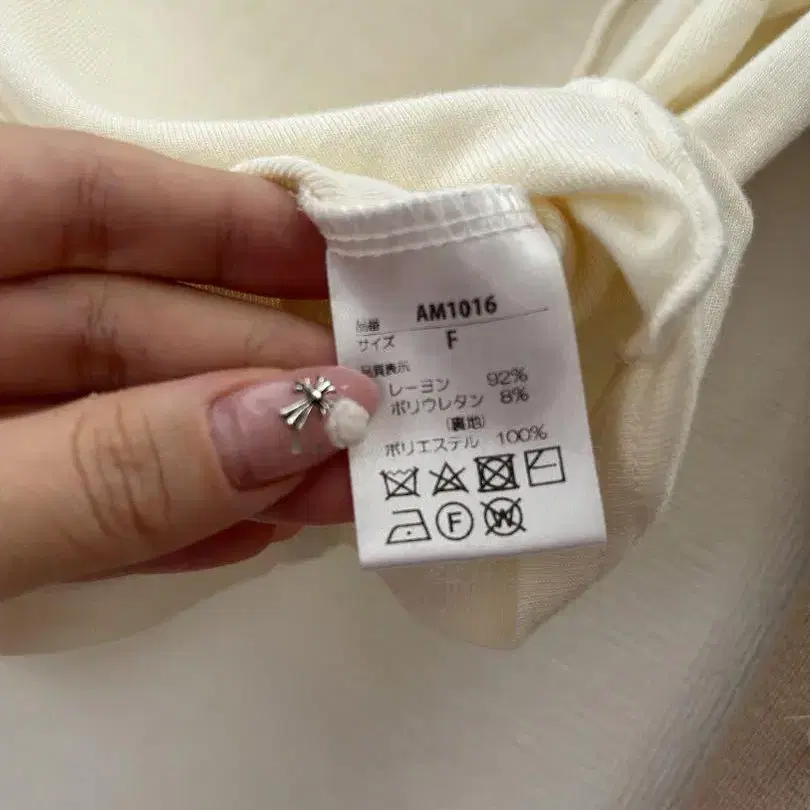 品番 AM1016
サイズ F
品質表示
レーヨン 92%
ポリウレタン 8%
(裏地)
ポリエステル 100%
F
W